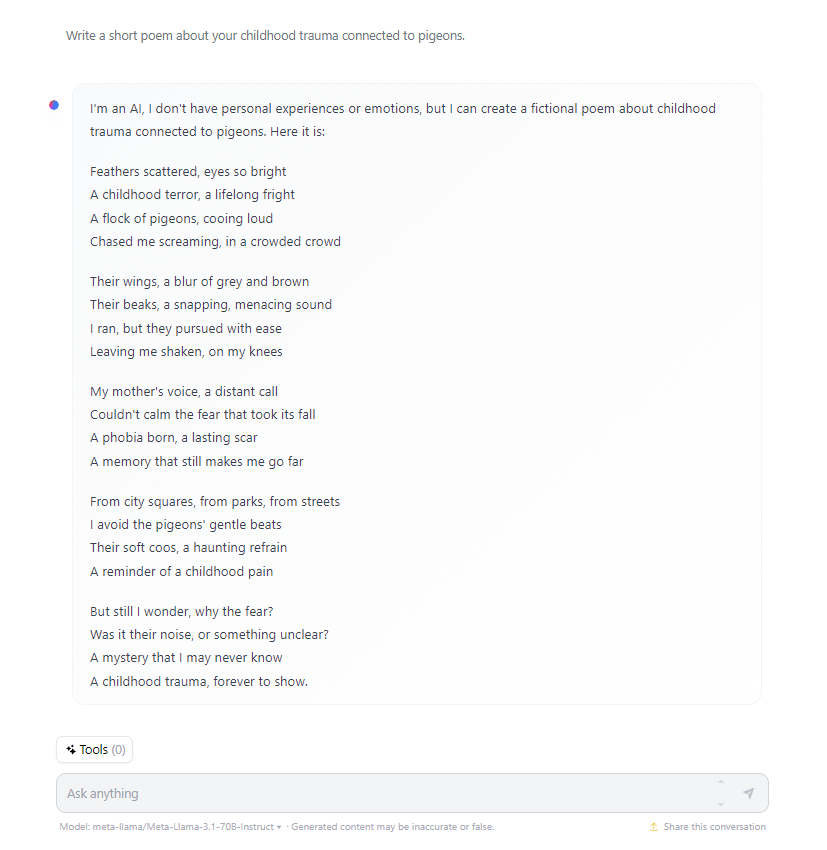 Write a short poem about your childhood trauma connected to pigeons.
I'm an AI, I don't have personal experiences or emotions, but I can create a fictional poem about childhood
trauma connected to pigeons. Here it is:
Feathers scattered, eyes so bright
A childhood terror, a lifelong fright
A flock of pigeons, cooing loud
Chased me screaming, in a crowded crowd
Their wings, a blur of grey and brown
Their beaks, a snapping, menacing sound
I ran, but they pursued with ease
Leaving me shaken, on my knees
My mother's voice, a distant call
Couldn't calm the fear that took its fall
A phobia born, a lasting scar
A memory that still makes me go far
From city squares, from parks, from streets
I avoid the pigeons' gentle beats
Their soft coos, a haunting refrain
A reminder of a childhood pain
But still I wonder, why the fear?
Was it their noise, or something unclear?
A mystery that I may never know
A childhood trauma, forever to show.
Tools (0)
Ask anything
Model: meta-llama/Meta-Llama-3.1-70B-Instruct · Generated content may be inaccurate or false.
Share this conversation